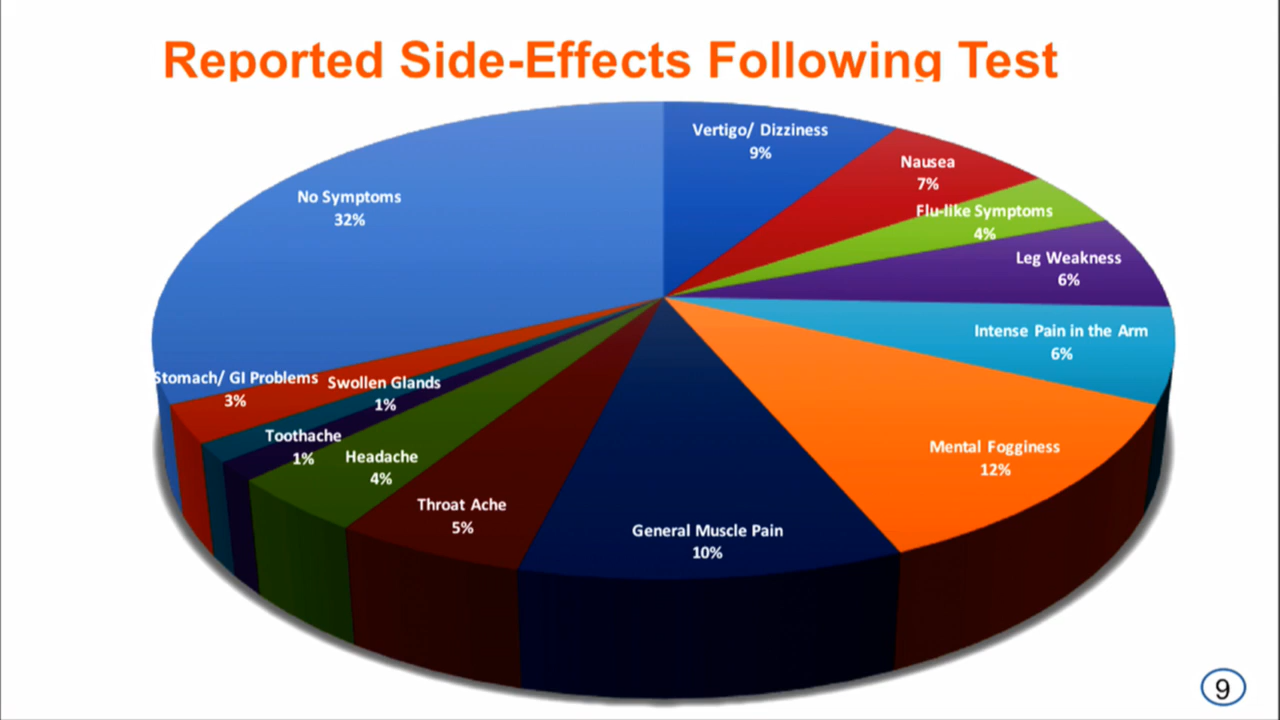 Reported Side-Effects Following Test
Vertigo/ Dizziness
9%
Nausea
7%
Flu-like Symptoms
4%
Leg Weakness
6%
Intense Pain in the Arm
6%
Mental Fogginess
12%
General Muscle Pain
10%
Throat Ache
5%
Headache
4%
Toothache
1%
Swollen Glands
1%
Stomach/ GI Problems
3%
No Symptoms
32%
9